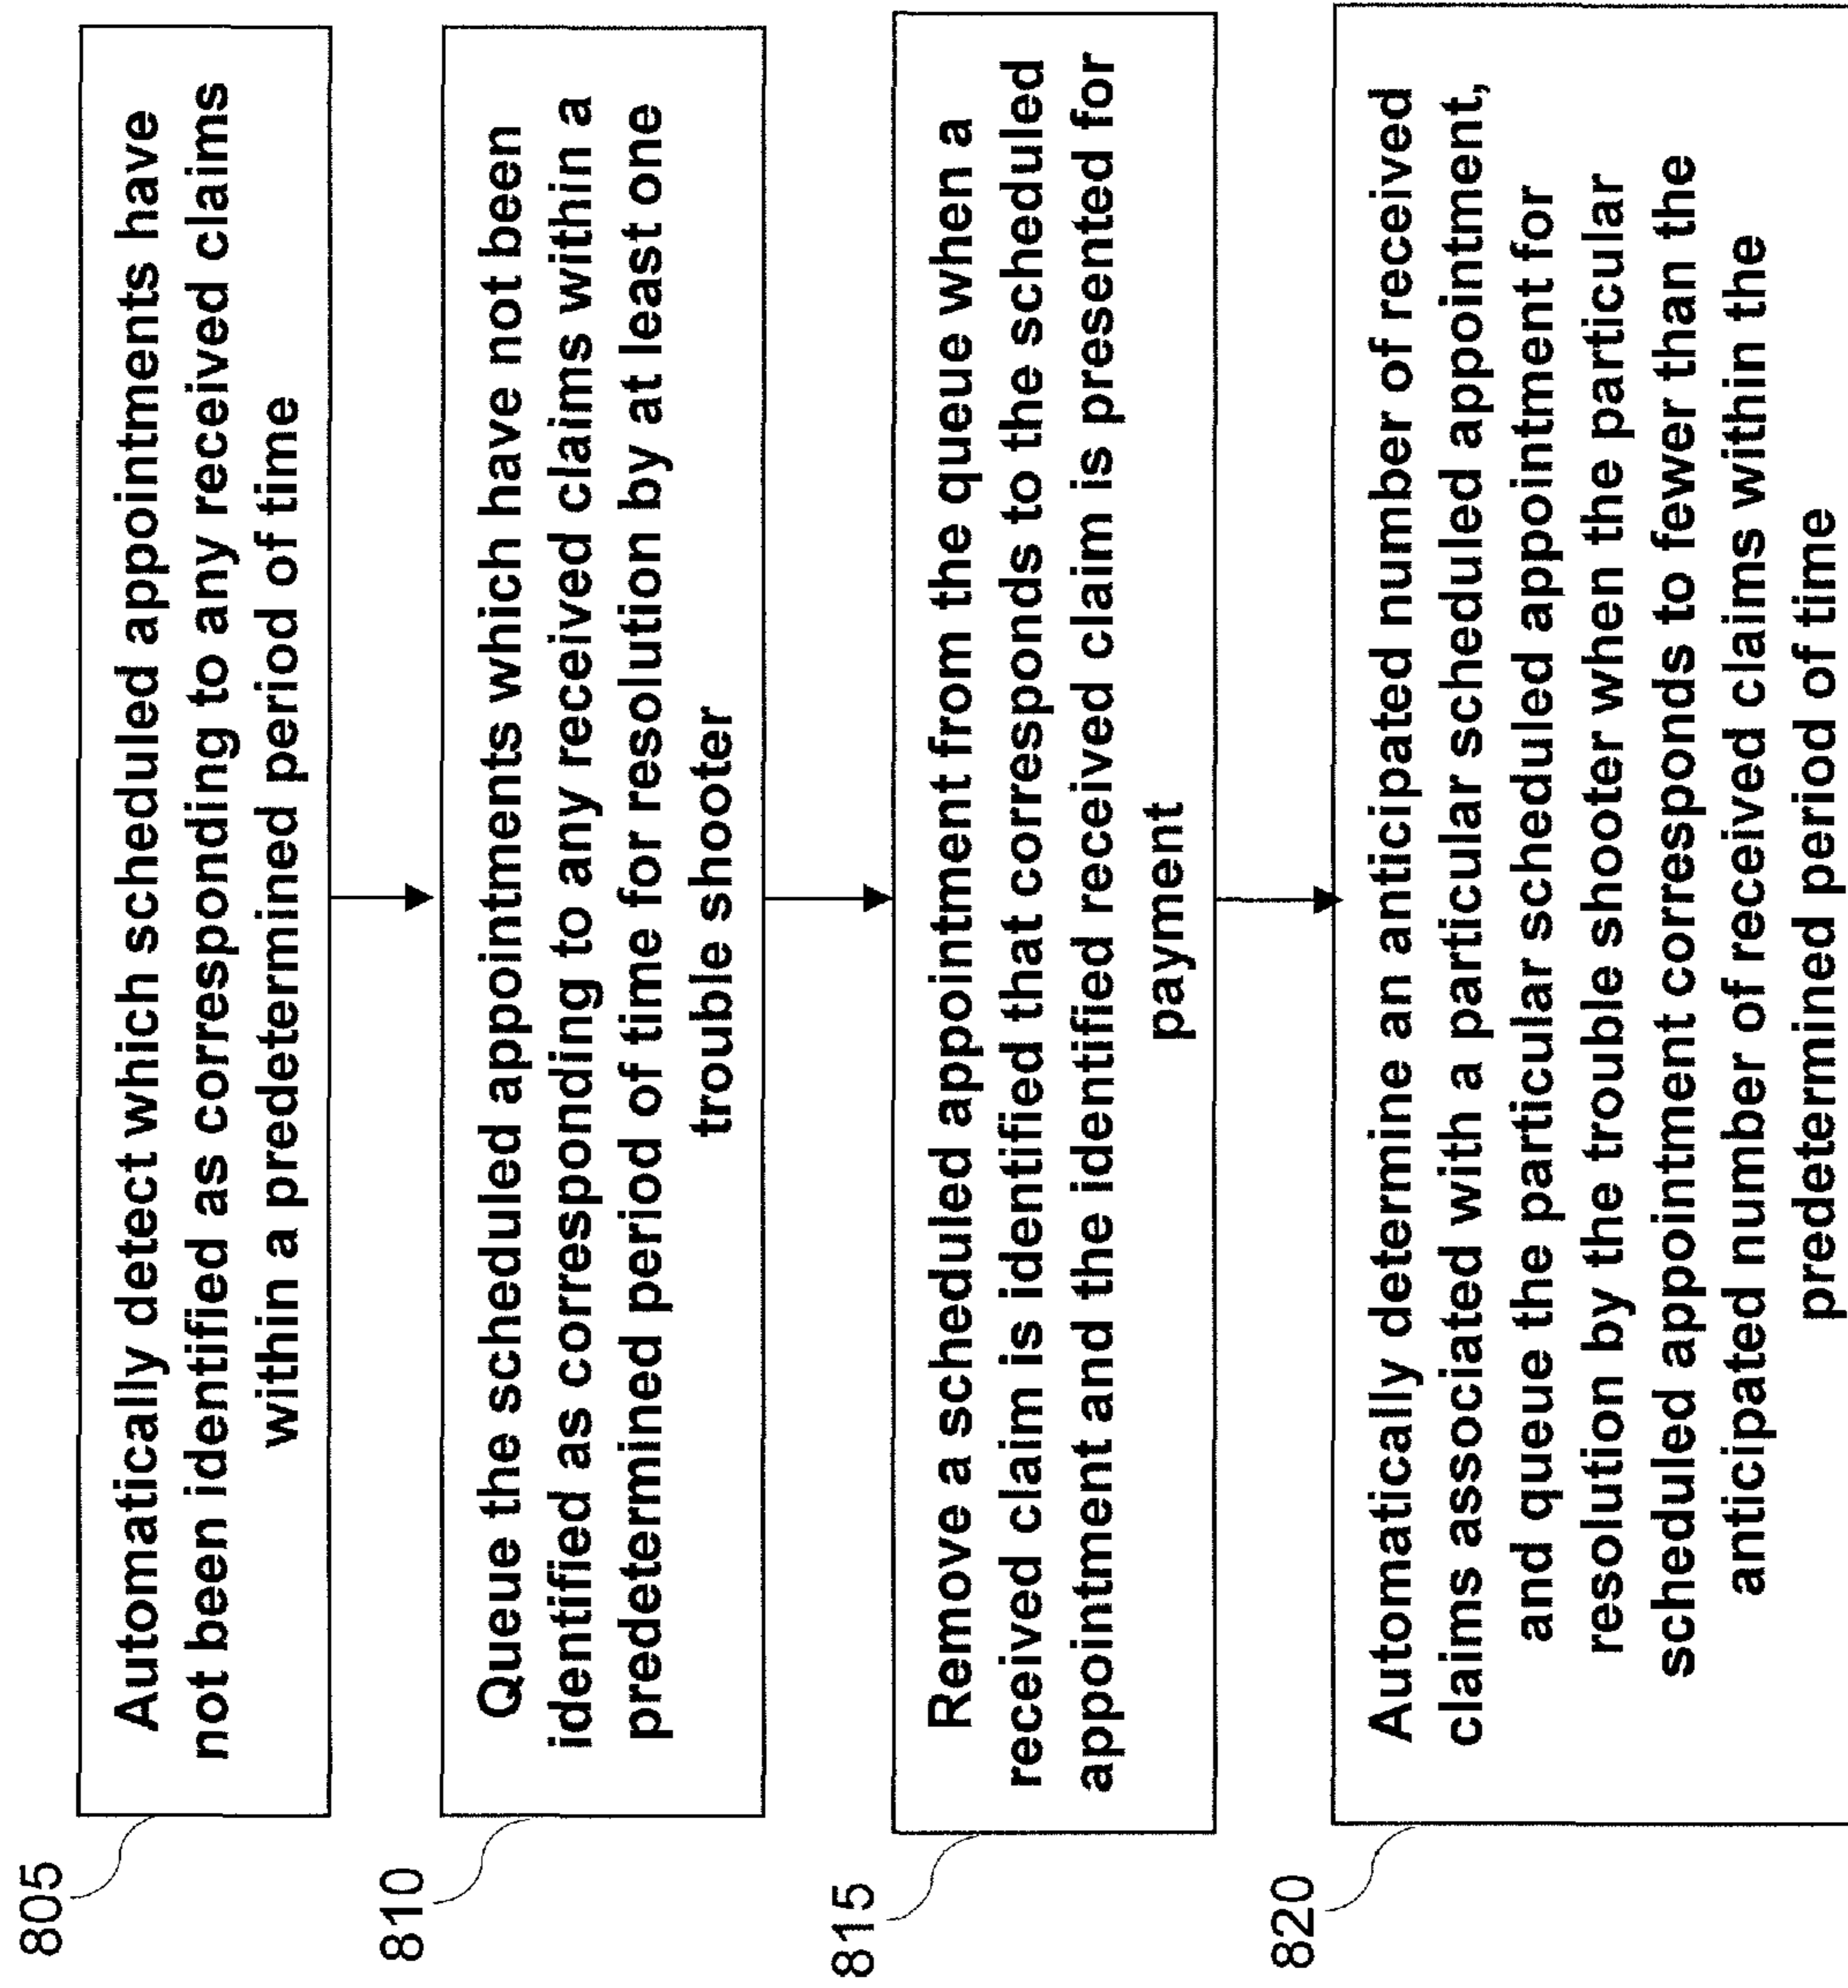 805
Automatically detect which scheduled appointments have
not been identified as corresponding to any received claims
within a predetermined period of time
810
Queue the scheduled appointments which have not been
identified as corresponding to any received claims within a
predetermined period of time for resolution by at least one
trouble shooter
815
Remove a scheduled appointment from the queue when a
received claim is identified that corresponds to the scheduled
appointment and the identified received claim is presented for
payment
820
Automatically determine an anticipated number of received
claims associated with a particular scheduled appointment,
and queue the particular scheduled appointment for
resolution by the trouble shooter when the particular
scheduled appointment corresponds to fewer than the
anticipated number of received claims within the
predetermined period of time